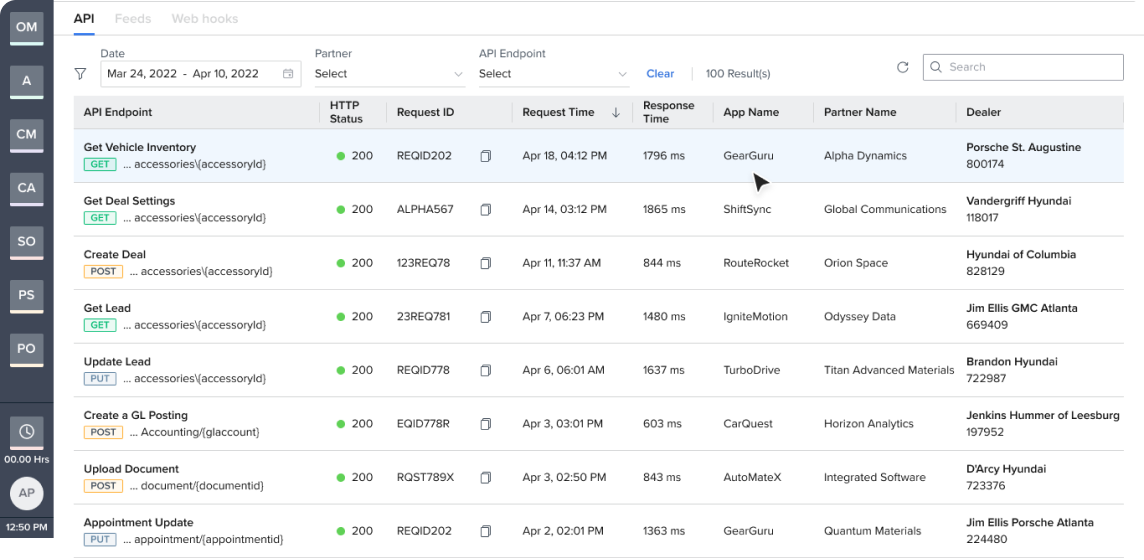 OM
A
CM
CA
SO
PS
PO
00.00 Hrs
AP
12:50 PM
API Feeds Web hooks
Date Partner API Endpoint
Mar 24, 2022 - Apr 10, 2022 Select Select Clear 100 Result(s) Search
API Endpoint HTTP Status Request ID Request Time Response Time App Name Partner Name Dealer
Get Vehicle Inventory Porsche St. Augustine
GET ... accessories\{accessoryId} 200 REQID202 Apr 18, 04:12 PM 1796 ms GearGuru Alpha Dynamics 800174
Get Deal Settings Vandergriff Hyundai
GET ... accessories\{accessoryId} 200 ALPHA567 Apr 14, 03:12 PM 1865 ms ShiftSync Global Communications 118017
Create Deal Hyundai of Columbia
POST ... accessories\{accessoryId} 200 123REQ78 Apr 11, 11:37 AM 844 ms RouteRocket Orion Space 828129
Get Lead Jim Ellis GMC Atlanta
GET ... accessories\{accessoryId} 200 23REQ781 Apr 7, 06:23 PM 1480 ms IgniteMotion Odyssey Data 669409
Update Lead Brandon Hyundai
PUT ... accessories\{accessoryId} 200 REQID778 Apr 6, 06:01 AM 1637 ms TurboDrive Titan Advanced Materials 722987
Create a GL Posting Jenkins Hummer of Leesburg
POST ... Accounting/{glaccount} 200 EQID778R Apr 3, 03:01 PM 603 ms CarQuest Horizon Analytics 197952
Upload Document D'Arcy Hyundai
POST ... document/{documentid} 200 RQST789X Apr 3, 02:50 PM 843 ms AutoMateX Integrated Software 723376
Appointment Update Jim Ellis Porsche Atlanta
PUT ... appointment/{appointmentid} 200 REQID202 Apr 2, 02:01 PM 1363 ms GearGuru Quantum Materials 224480